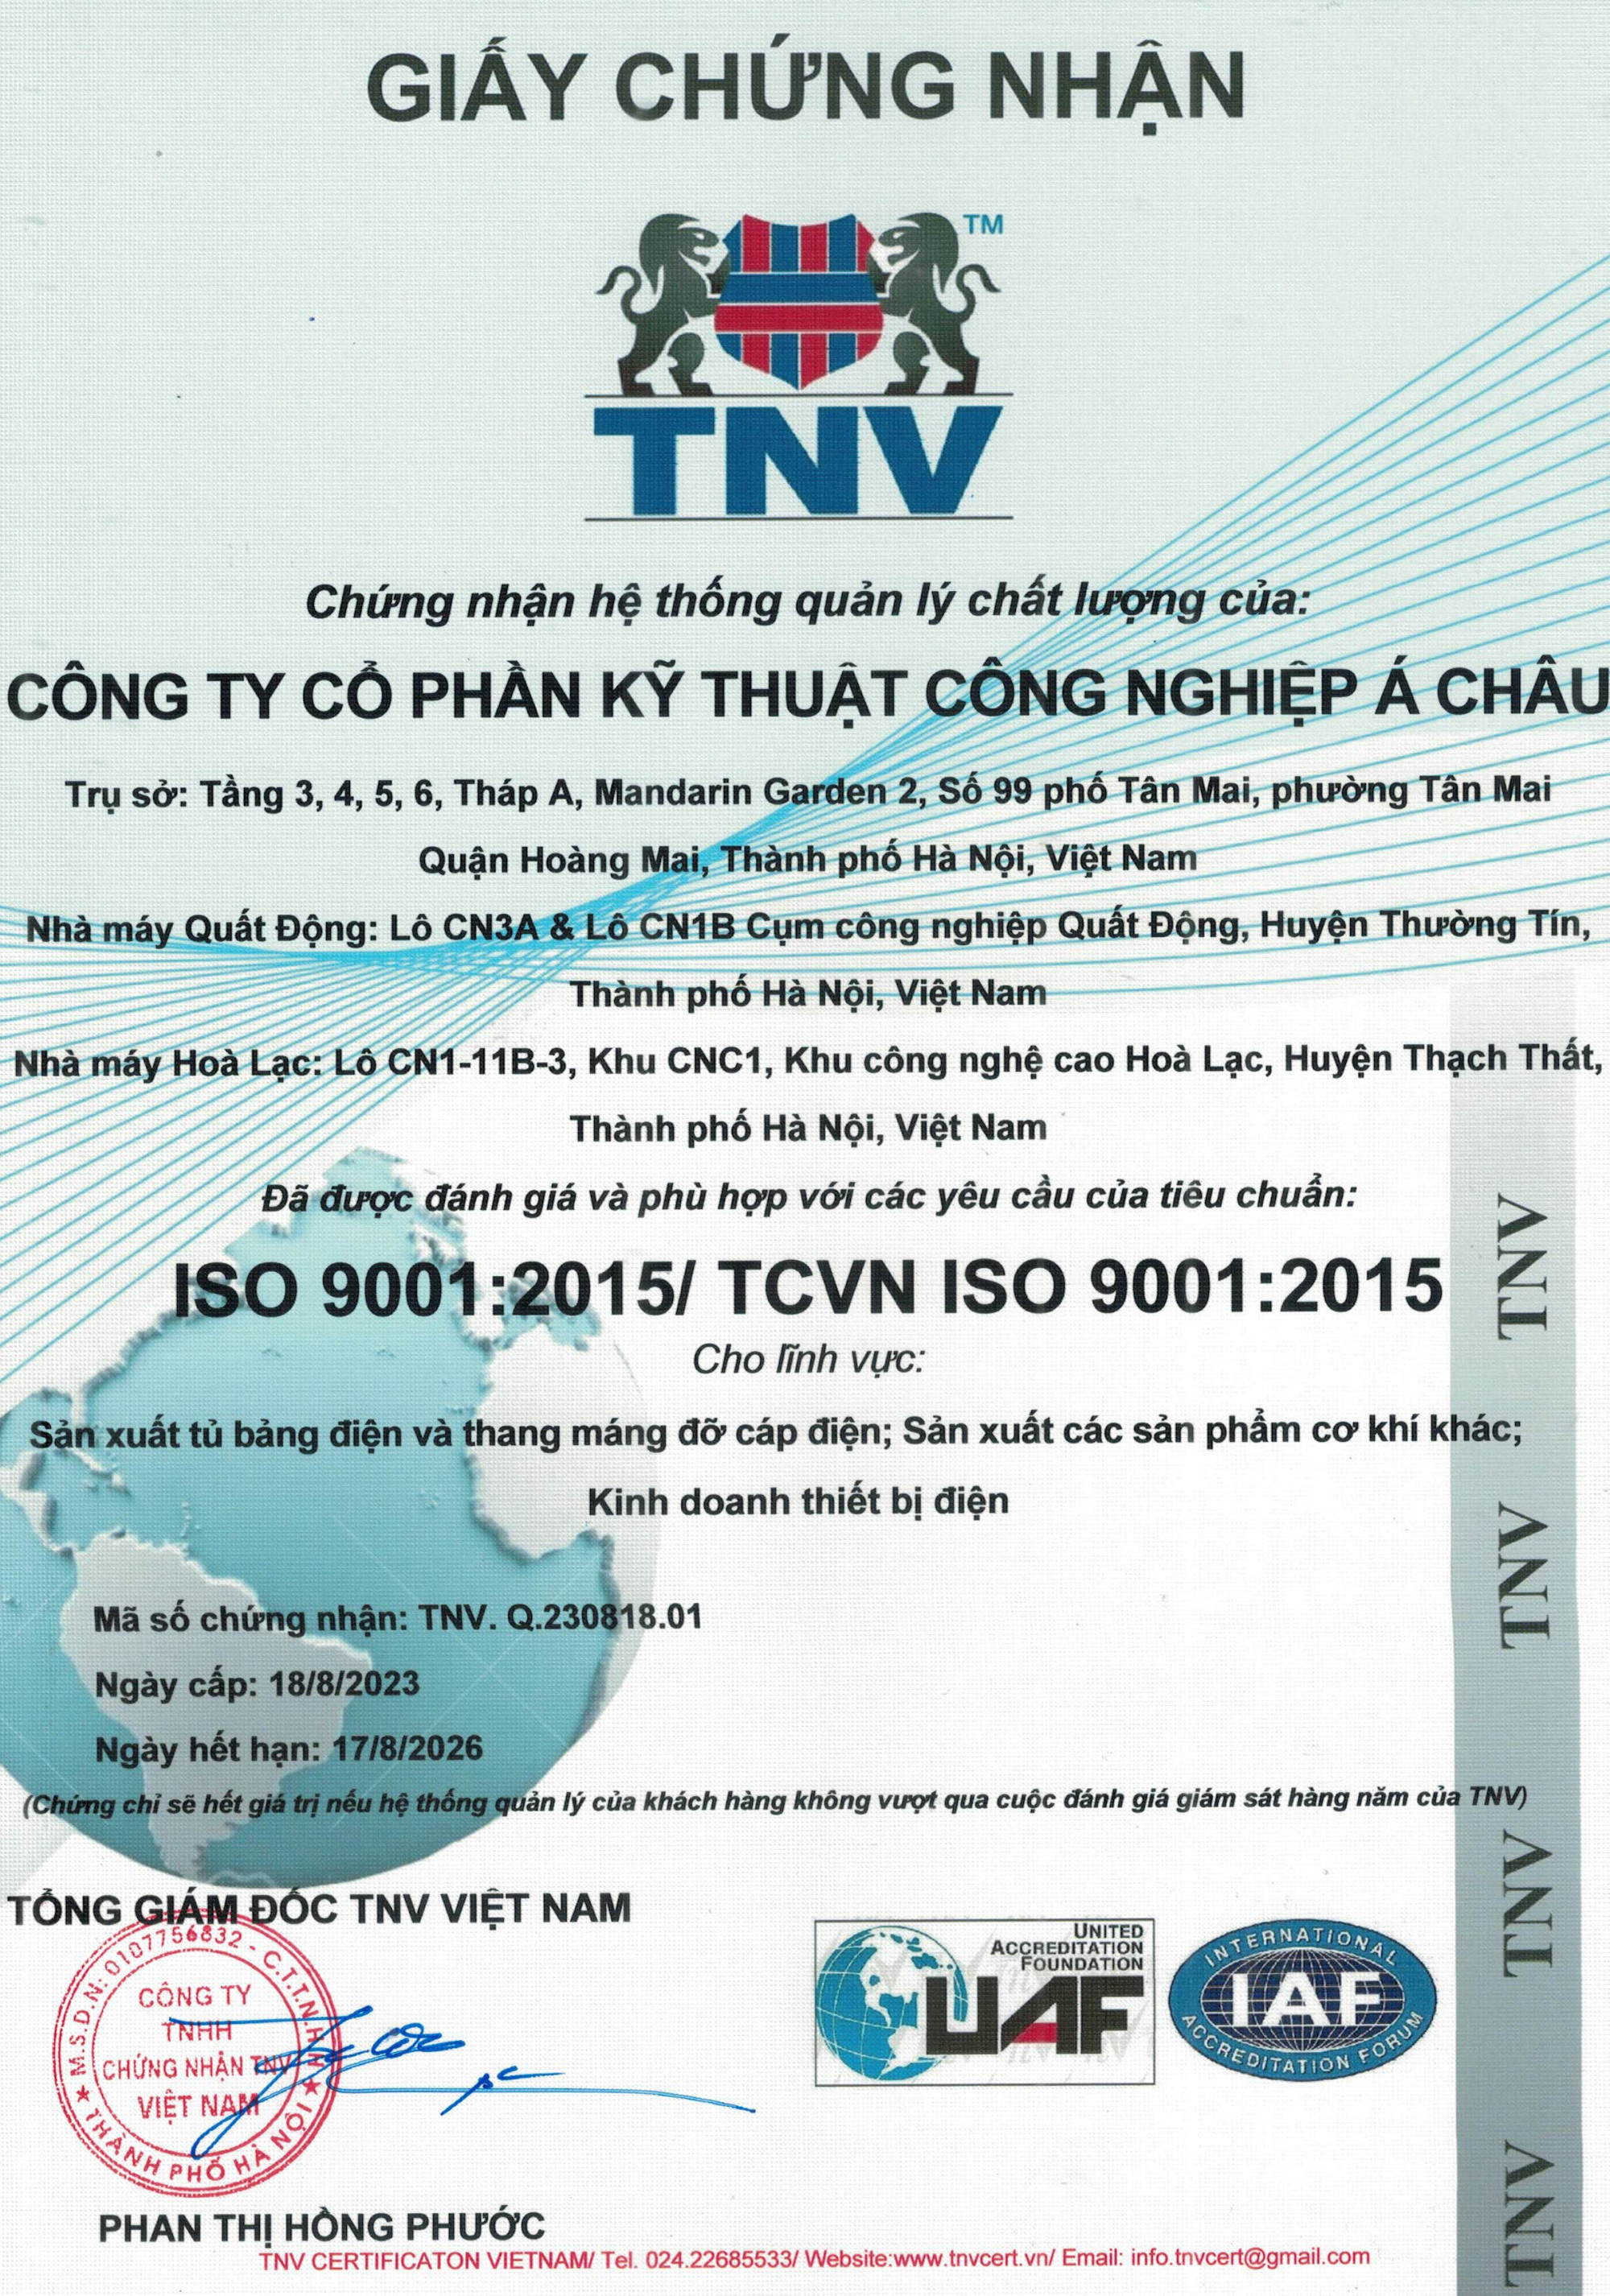 GIẤY CHỨNG NHẬN
TM
TNV
Chứng nhận hệ thống quản lý chất lượng của:
CÔNG TY CỔ PHẦN KỸ THUẬT CÔNG NGHIỆP Á CHÂU
Trụ sở: Tầng 3, 4, 5, 6, Tháp A, Mandarin Garden 2, Số 99 phố Tân Mai, phường Tân Mai
Quận Hoàng Mai, Thành phố Hà Nội, Việt Nam
Nhà máy Quất Động: Lô CN3A & Lô CN1B Cụm công nghiệp Quất Động, Huyện Thường Tín,
Thành phố Hà Nội, Việt Nam
Nhà máy Hoà Lạc: Lô CN1-11B-3, Khu CNC1, Khu công nghệ cao Hoà Lạc, Huyện Thạch Thất,
Thành phố Hà Nội, Việt Nam
Đã được đánh giá và phù hợp với các yêu cầu của tiêu chuẩn:
ISO 9001:2015/ TCVN ISO 9001:2015
Cho lĩnh vực:
Sản xuất tủ bảng điện và thang máng đỡ cáp điện; Sản xuất các sản phẩm cơ khí khác;
Kinh doanh thiết bị điện
Mã số chứng nhận: TNV. Q.230818.01
Ngày cấp: 18/8/2023
Ngày hết hạn: 17/8/2026
(Chứng chỉ sẽ hết giá trị nếu hệ thống quản lý của khách hàng không vượt qua cuộc đánh giá giám sát hàng năm của TNV)
TỔNG GIÁM ĐỐC TNV VIỆT NAM
M.S.D.N: 0107756832 - C.T.T.N.H.H
CÔNG TY
TNHH
CHỨNG NHẬN TNV
VIỆT NAM
THÀNH PHỐ HÀ NỘI
UNITED
ACCREDITATION
FOUNDATION
UAF
INTERNATIONAL
IAF
ACCREDITATION FORUM
PHAN THỊ HỒNG PHƯỚC
TNV CERTIFICATON VIETNAM/ Tel. 024.22685533/ Website:www.tnvcert.vn/ Email: info.tnvcert@gmail.com
TNV
TNV
TNV
TNV